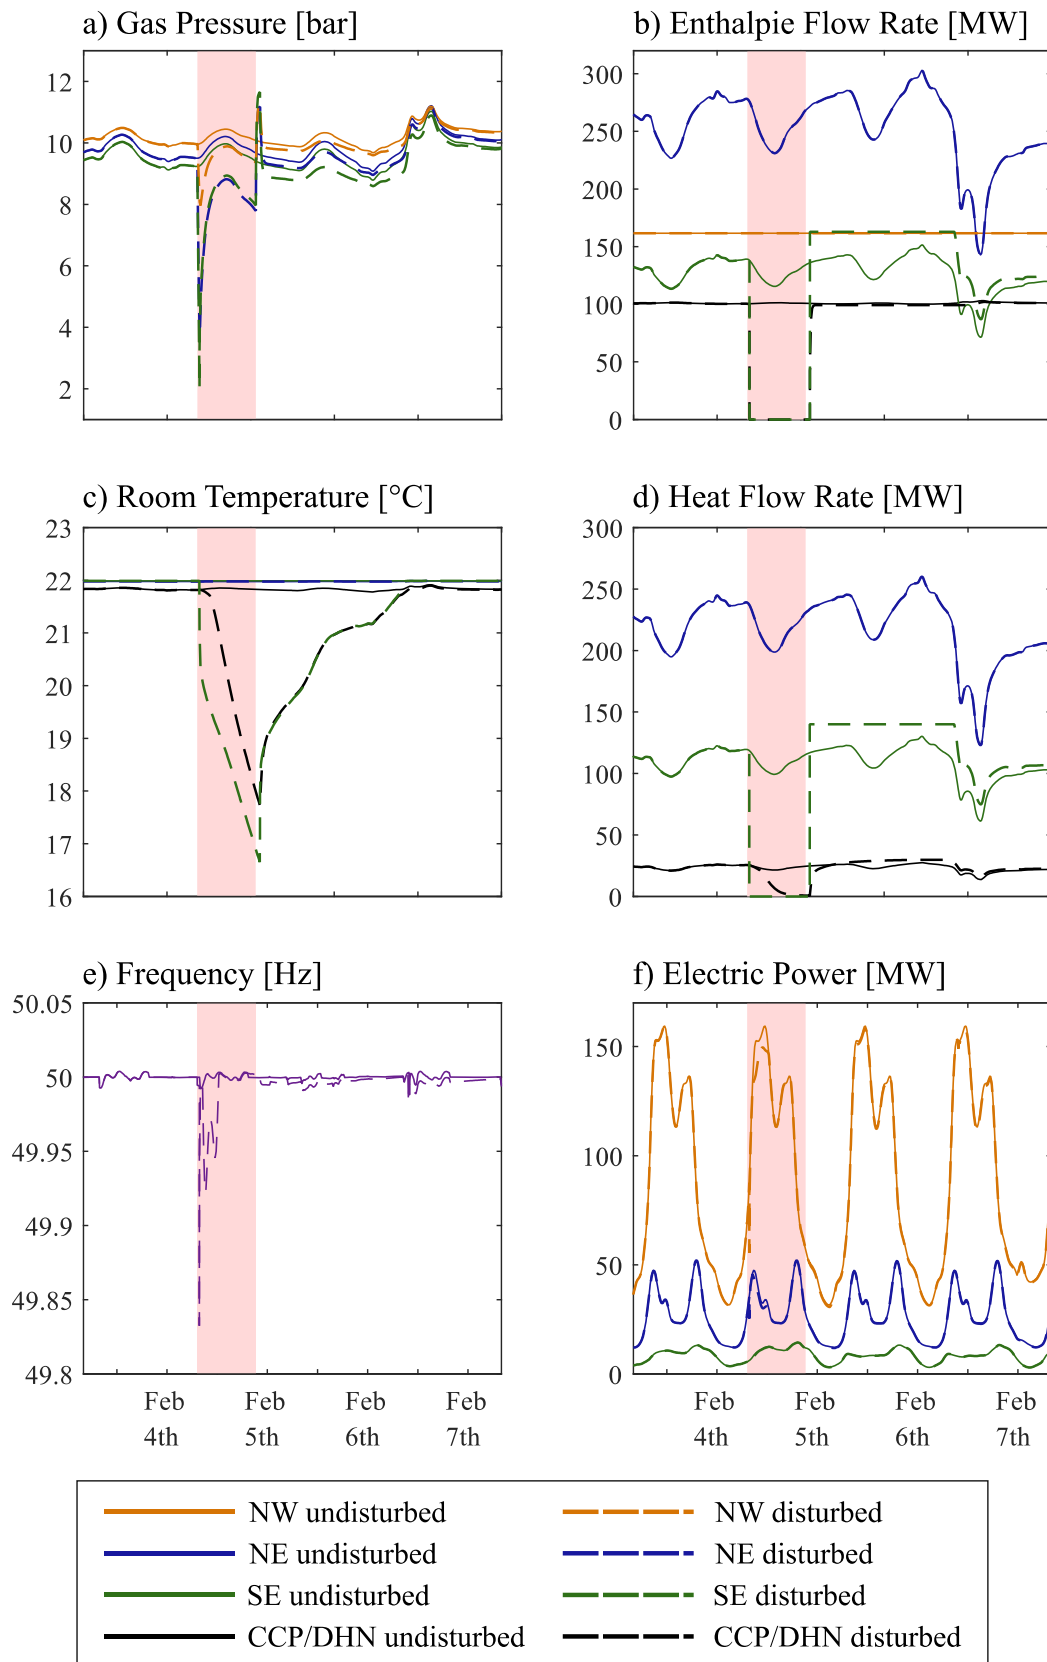 a) Gas Pressure [bar]
12
10
8
6
4
2
b) Enthalpie Flow Rate [MW]
300
250
200
150
100
50
0
c) Room Temperature [°C]
23
22
21
20
19
18
17
16
d) Heat Flow Rate [MW]
300
250
200
150
100
50
0
e) Frequency [Hz]
50.05
50
49.95
49.9
49.85
49.8
Feb Feb Feb Feb
4th 5th 6th 7th
f) Electric Power [MW]
150
100
50
0
Feb Feb Feb Feb
4th 5th 6th 7th
NW undisturbed
NW disturbed
NE undisturbed
NE disturbed
SE undisturbed
SE disturbed
CCP/DHN undisturbed
CCP/DHN disturbed